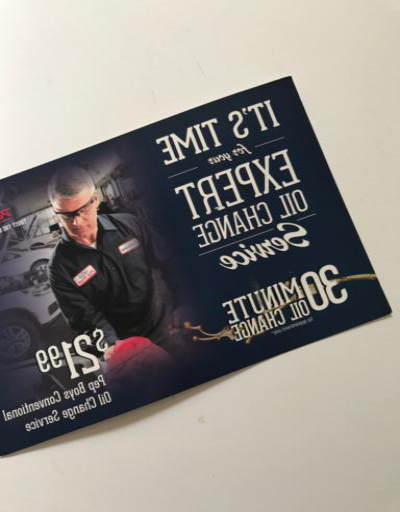 IT'S TIME
for your
EXPERT
OIL CHANGE
Service
30 MINUTE
OIL CHANGE
$21.99
Pep Boys Conventional
Oil Change Service